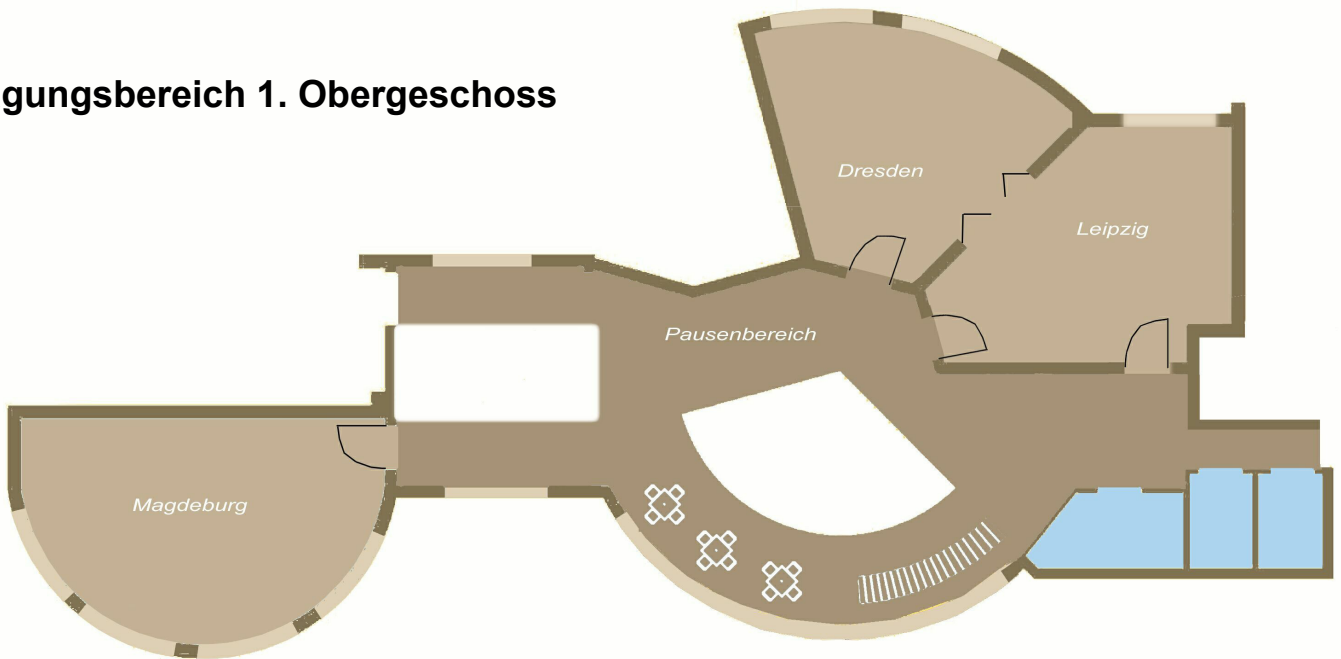 gungsbereich 1. Obergeschoss
Dresden
Leipzig
Pausenbereich
Magdeburg